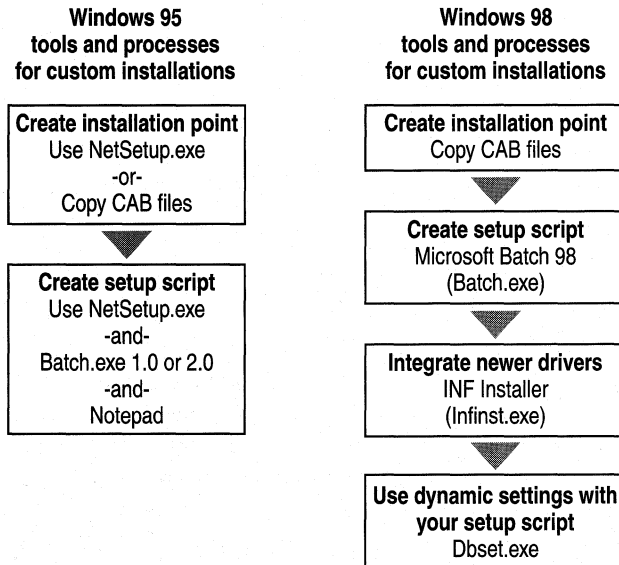 Windows 95
tools and processes
for custom installations
Create installation point
Use NetSetup.exe
-or-
Copy CAB files
Create setup script
Use NetSetup.exe
-and-
Batch.exe 1.0 or 2.0
-and-
Notepad
Windows 98
tools and processes
for custom installations
Create installation point
Copy CAB files
Create setup script
Microsoft Batch 98
(Batch.exe)
Integrate newer drivers
INF Installer
(Infinst.exe)
Use dynamic settings with
your setup script
Dbset.exe